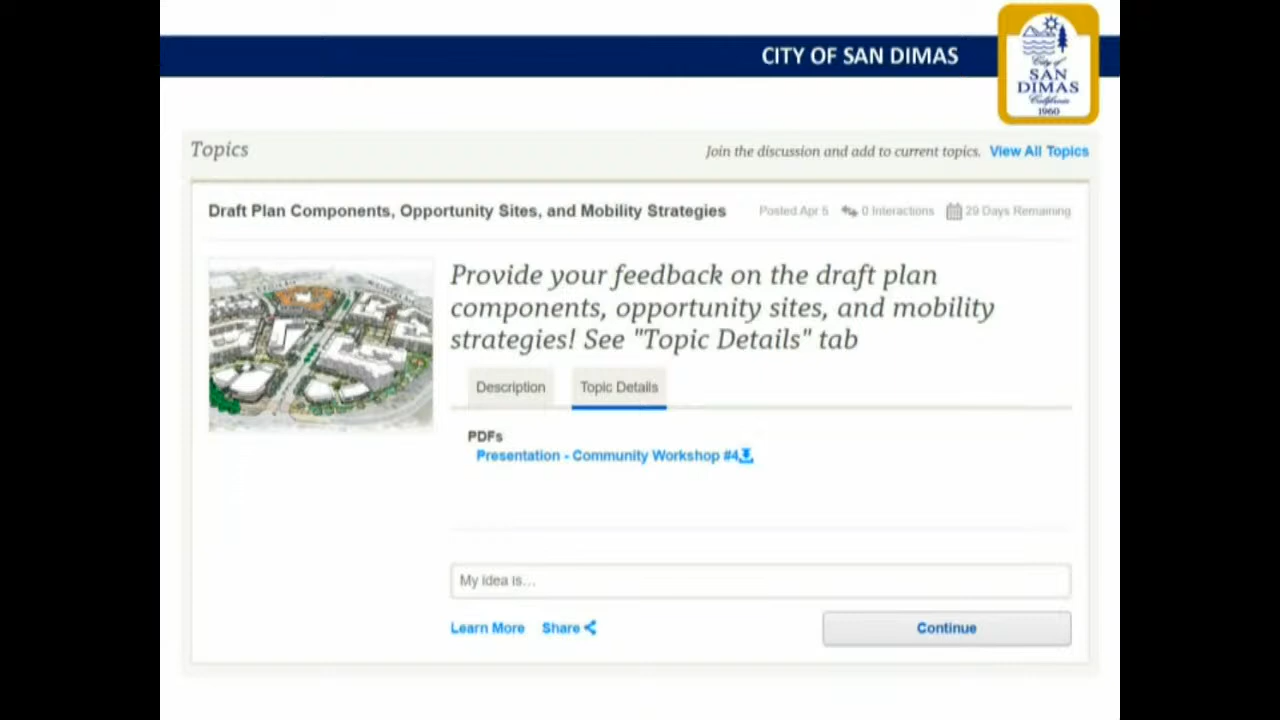 CITY OF SAN DIMAS
City of
SAN
DIMAS
California
1960
Topics
Join the discussion and add to current topics. View All Topics
Draft Plan Components, Opportunity Sites, and Mobility Strategies
Posted Apr 5 0 Interactions 29 Days Remaining
Provide your feedback on the draft plan
components, opportunity sites, and mobility
strategies! See "Topic Details" tab
Description Topic Details
PDFs
Presentation - Community Workshop #4
My idea is...
Learn More Share Continue